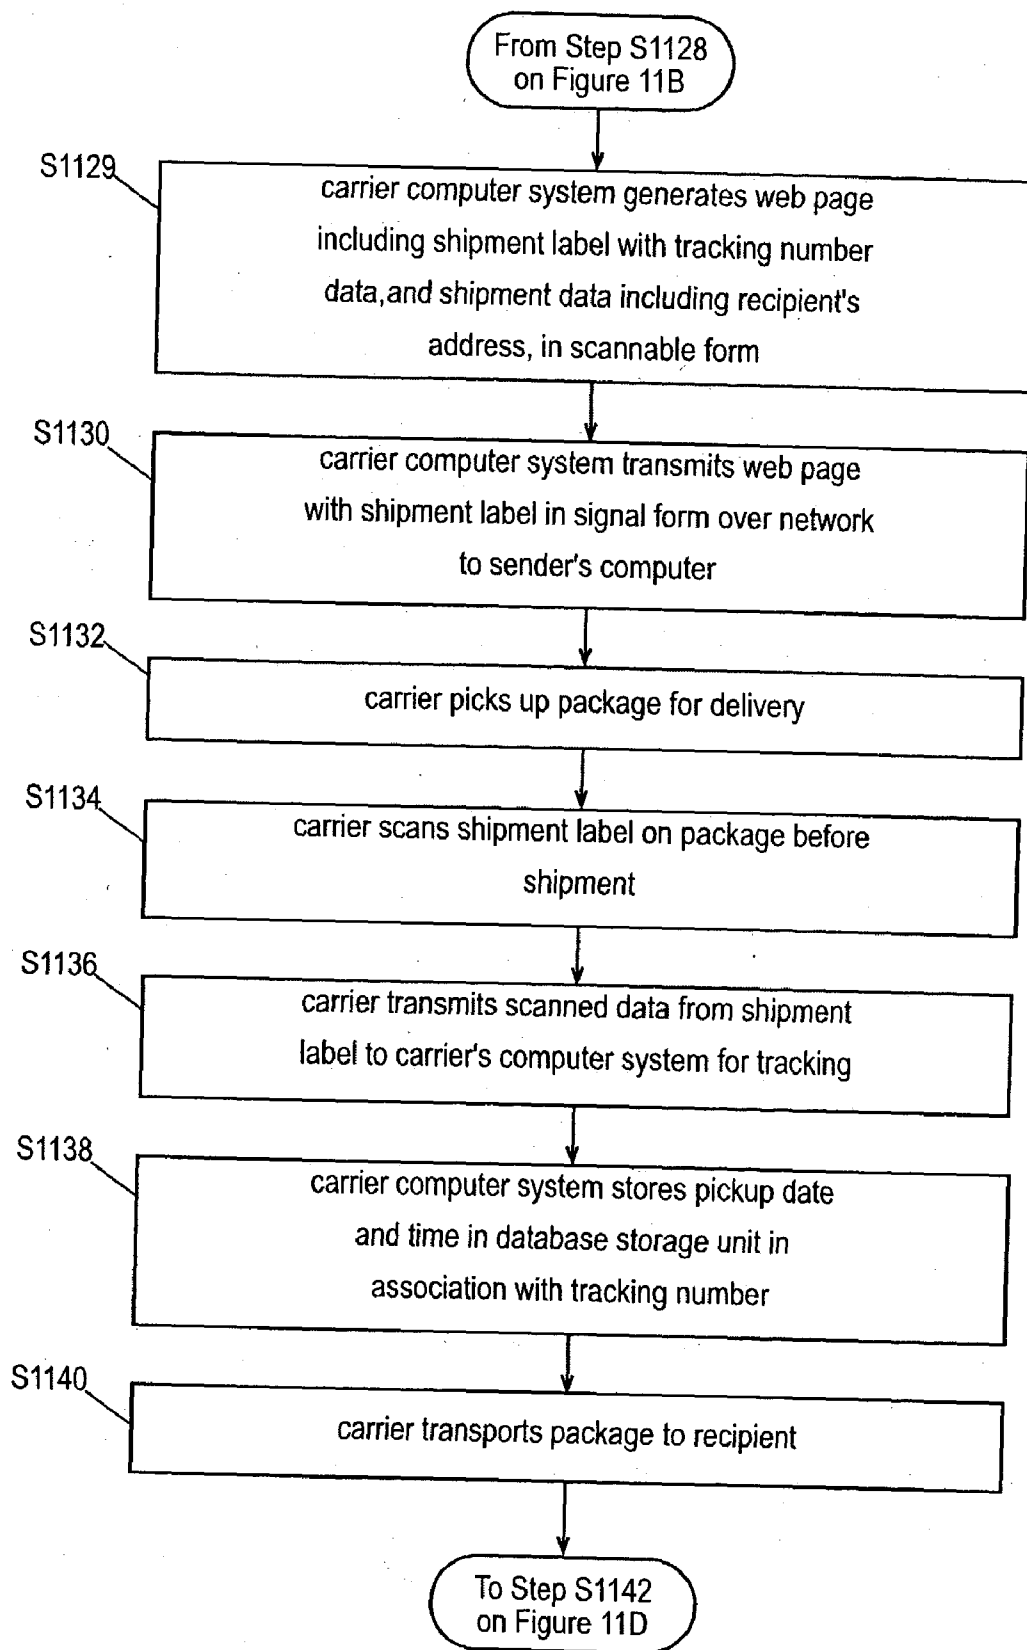 From Step S1128
on Figure 11B
S1129
carrier computer system generates web page
including shipment label with tracking number
data,and shipment data including recipient's
address, in scannable form
S1130
carrier computer system transmits web page
with shipment label in signal form over network
to sender's computer
S1132
carrier picks up package for delivery
S1134
carrier scans shipment label on package before
shipment
S1136
carrier transmits scanned data from shipment
label to carrier's computer system for tracking
S1138
carrier computer system stores pickup date
and time in database storage unit in
association with tracking number
S1140
carrier transports package to recipient
To Step S1142
on Figure 11D